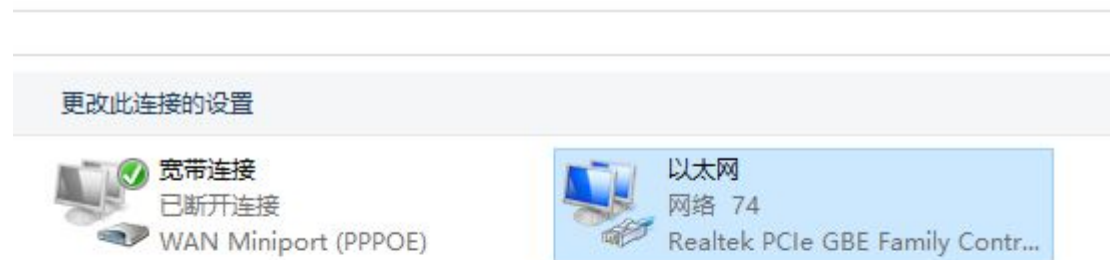 更改此连接的设置
宽带连接
已断开连接
WAN Miniport (PPPOE)
以太网
网络 74
Realtek PCIe GBE Family Contr...